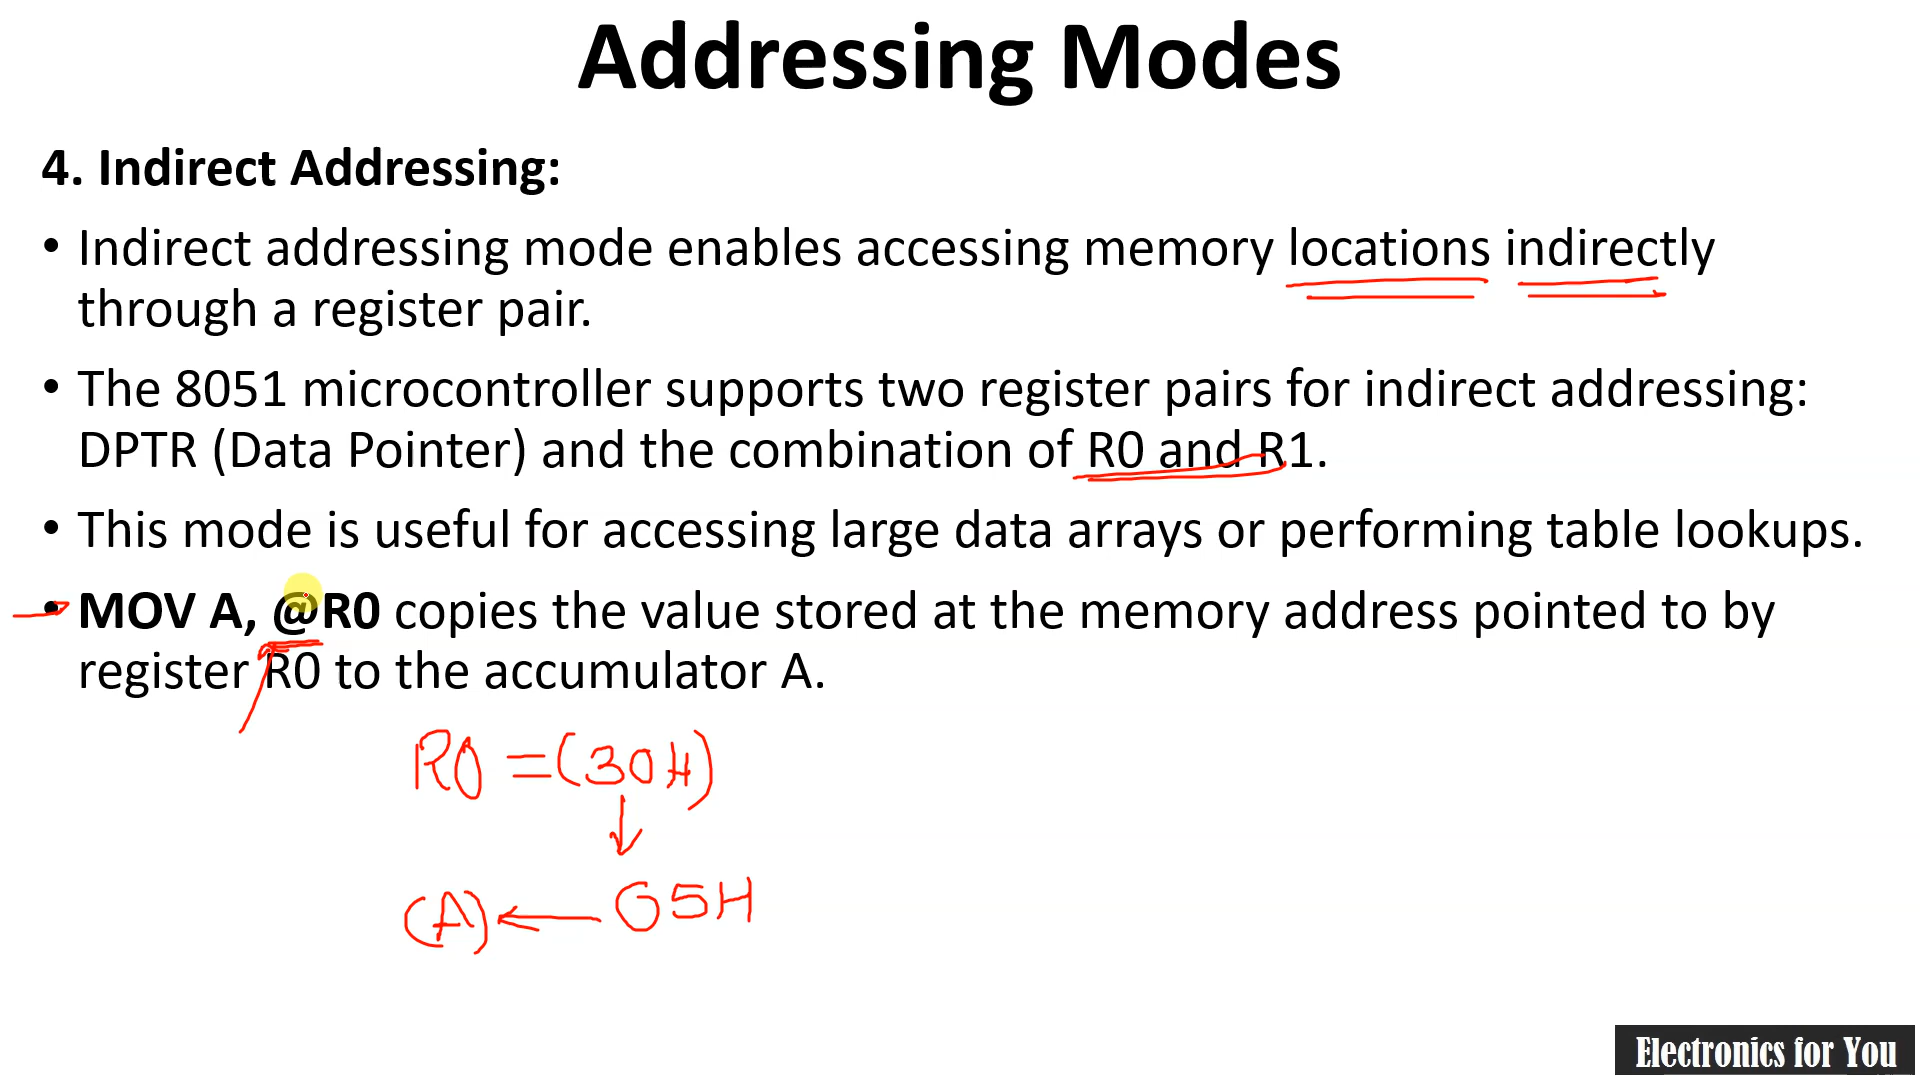 Addressing Modes
4. Indirect Addressing:
• Indirect addressing mode enables accessing memory locations indirectly
through a register pair.
• The 8051 microcontroller supports two register pairs for indirect addressing:
DPTR (Data Pointer) and the combination of R0 and R1.
• This mode is useful for accessing large data arrays or performing table lookups.
• MOV A, @R0 copies the value stored at the memory address pointed to by
register R0 to the accumulator A.
R0 = (30H)
(A) ← 05H
Electronics for You